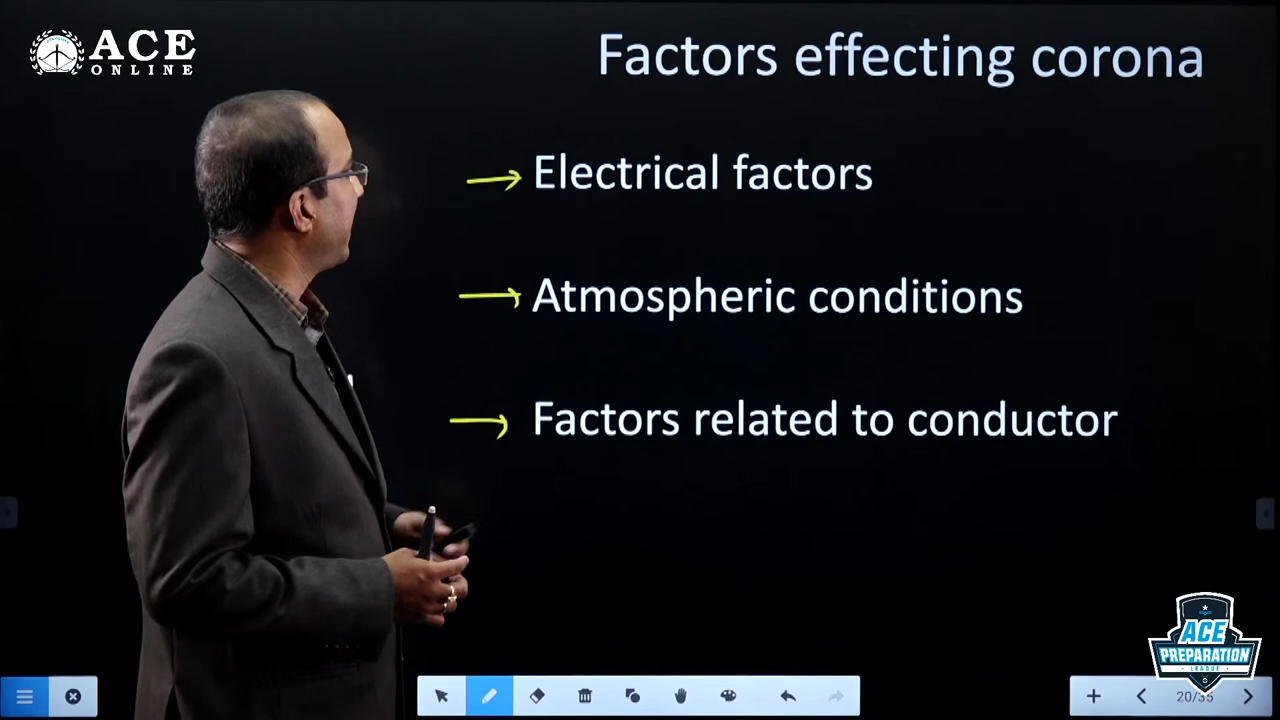 ACE
ONLINE
Factors effecting corona
Electrical factors
Atmospheric conditions
Factors related to conductor
ACE
PREPARATION
LEAGUE
20/35